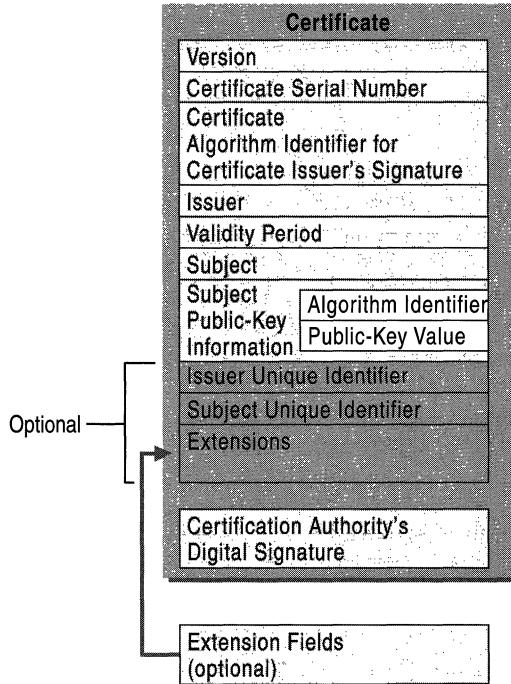 Certificate
Version
Certificate Serial Number
Certificate
Algorithm Identifier for
Certificate Issuer's Signature
Issuer
Validity Period
Subject
Subject
Public-Key
Information
Algorithm Identifier
Public-Key Value
Optional
Issuer Unique Identifier
Subject Unique Identifier
Extensions
Certification Authority's
Digital Signature
Extension Fields
(optional)